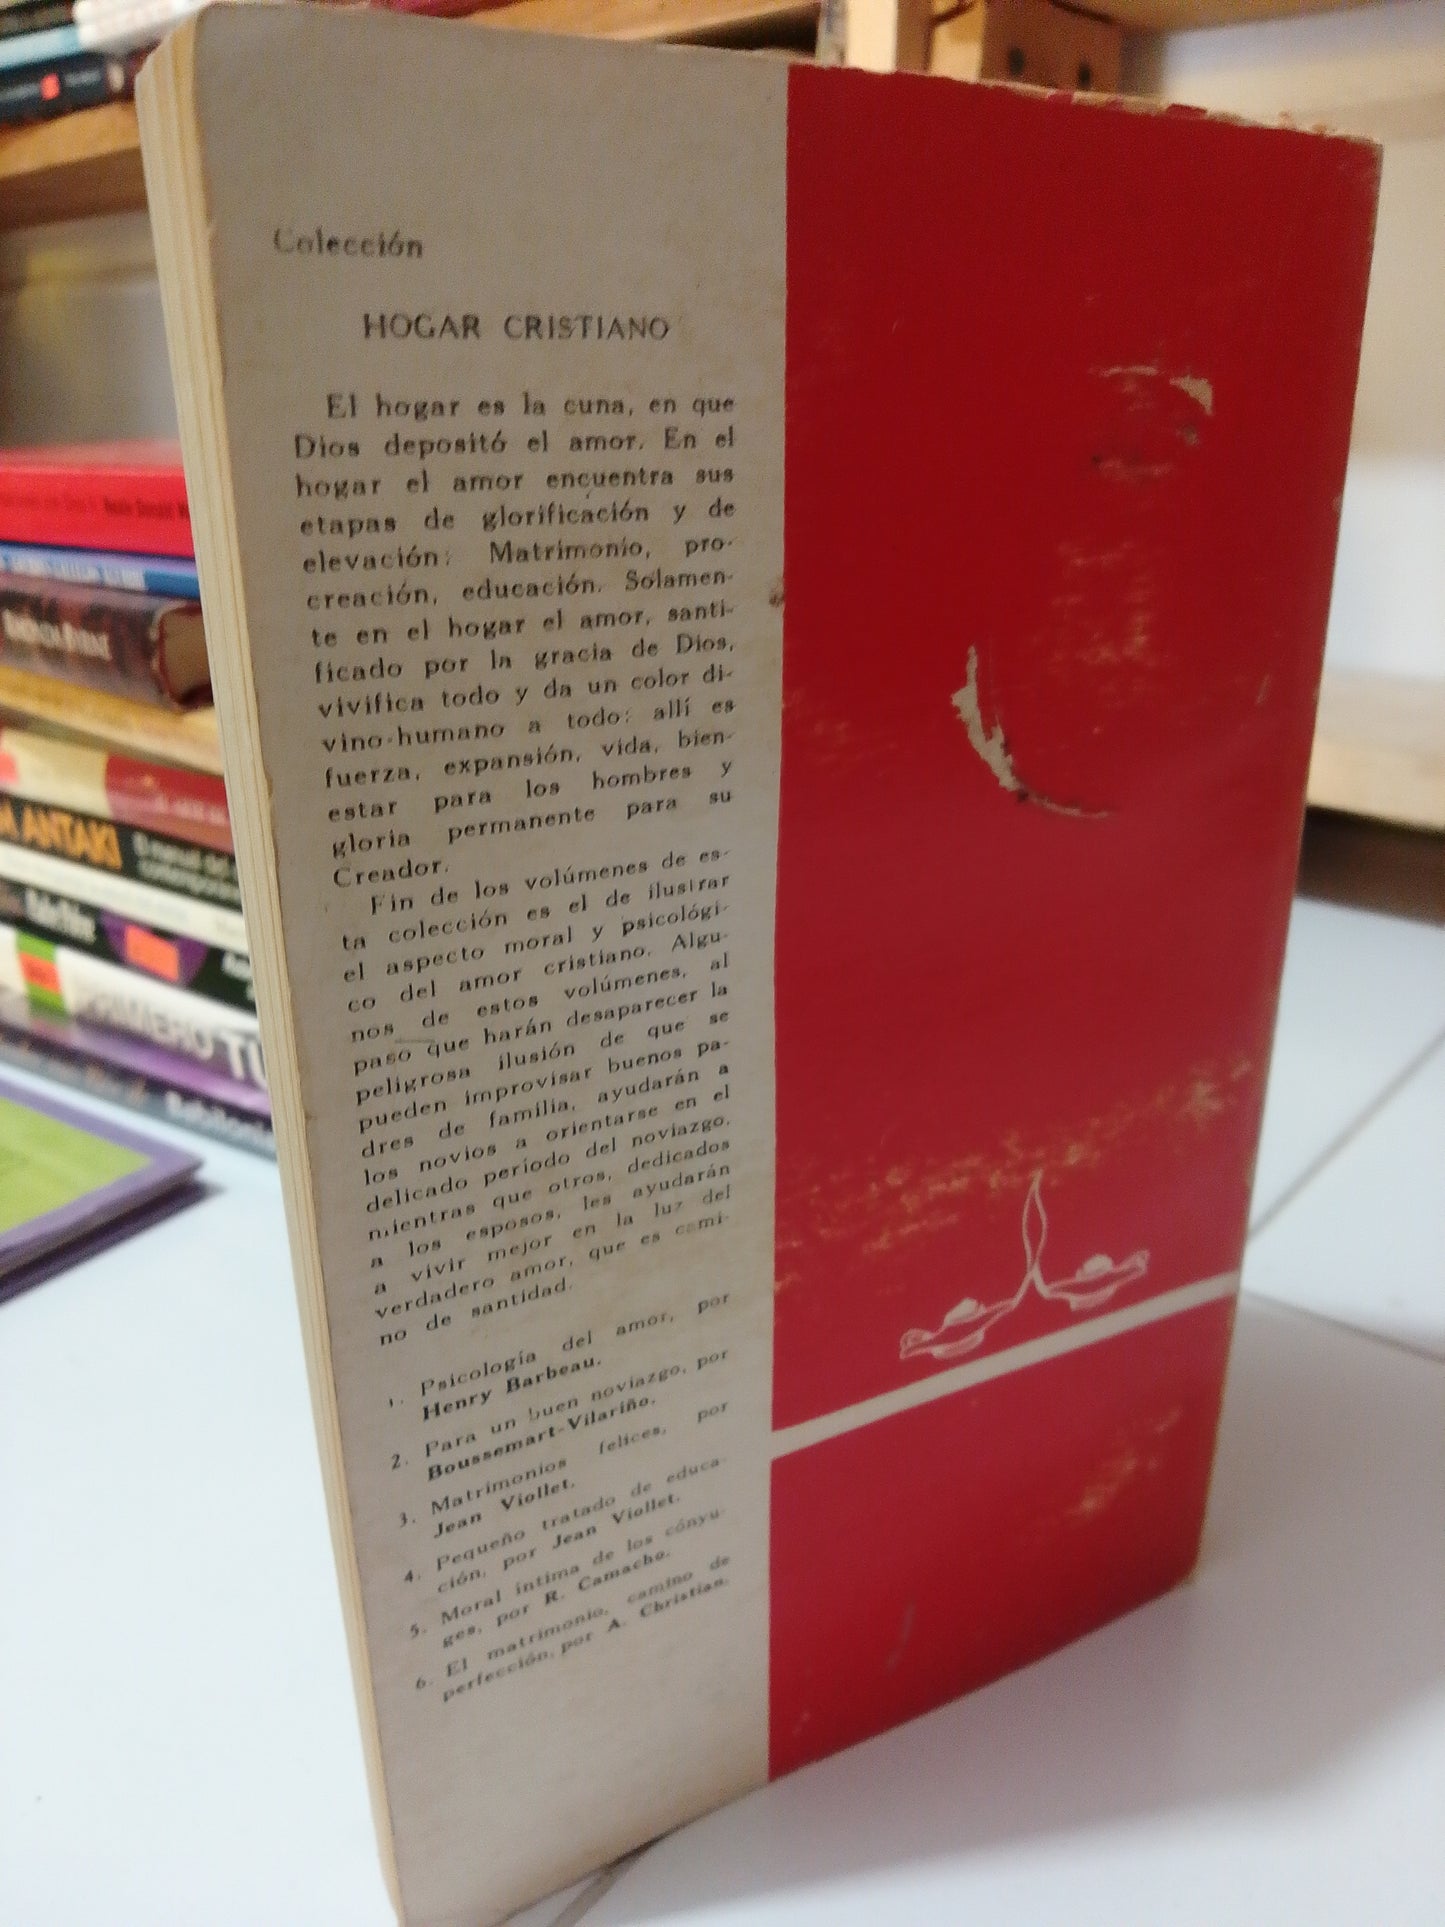 Colección
HOGAR CRISTIANO
El hogar es la cuna, en que
Dios depositó el amor. En el
hogar el amor encuentra sus
etapas de glorificación y de
elevación: Matrimonio, pro-
creación, educación. Solamen-
te en el hogar el amor, santi-
ficado por la gracia de Dios,
vivifica todo y da un color di-
vino-humano a todo: allí es
fuerza, expansión, vida, bien-
estar para los hombres y
gloria permanente para su
Creador.
Fin de los volúmenes de es-
ta colección es el de ilustrar
el aspecto moral y psicológi-
co del amor cristiano. Algu-
nos de estos volúmenes, al
paso que harán desaparecer la
peligrosa ilusión de que se
pueden improvisar buenos pa-
dres de familia, ayudarán a
los novios a orientarse en el
delicado período del noviazgo,
mientras que otros, dedicados
a los esposos, les ayudarán
a vivir mejor en la luz del
verdadero amor, que es cami-
no de santidad.
1. Psicología del amor, por
Henry Barbeau.
2. Para un buen noviazgo, por
Boussemart-Vilariño.
3. Matrimonios felices, por
Jean Viollet.
4. Pequeño tratado de educa-
ción, por Jean Viollet.
5. Moral íntima de los cónyu-
ges, por R. Camacho.
6. El matrimonio, camino de
perfección, por A. Christian.
M ANTAKI
El manual del
PRIMERO TU